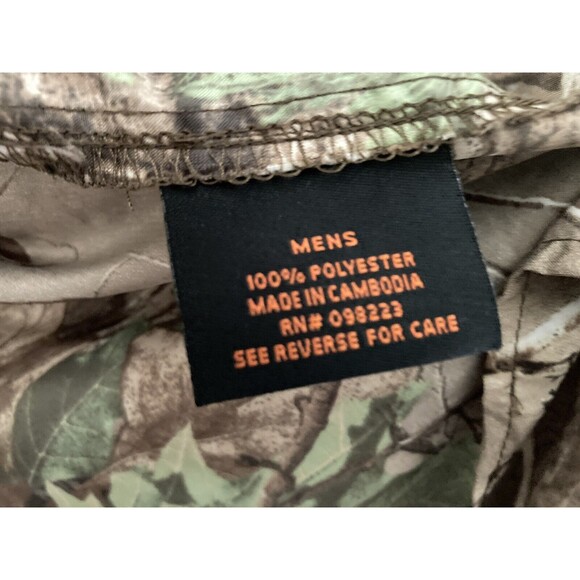 MENS
100% POLYESTER
MADE IN CAMBODIA
RN# 098223
SEE REVERSE FOR CARE